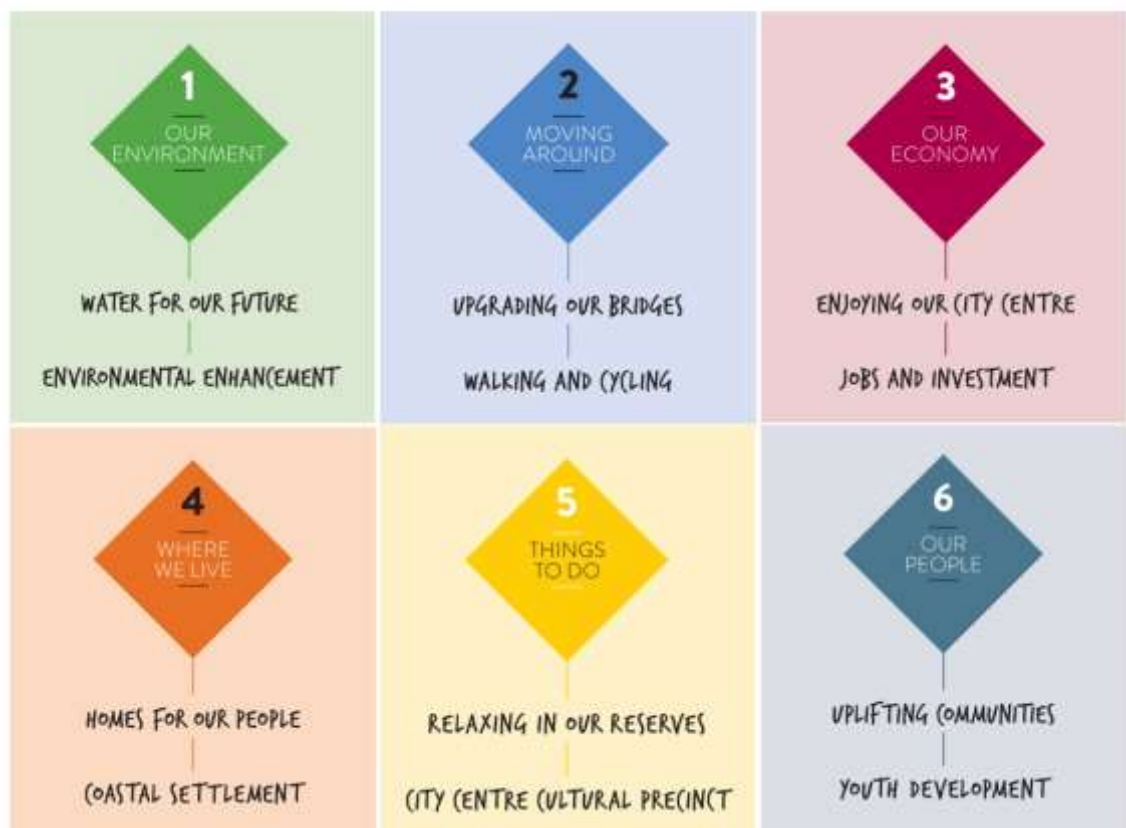 1
OUR
ENVIRONMENT
WATER FOR OUR FUTURE
ENVIRONMENTAL ENHANCEMENT
2
MOVING
AROUND
UPGRADING OUR BRIDGES
WALKING AND CYCLING
3
OUR
ECONOMY
ENJOYING OUR CITY CENTRE
JOBS AND INVESTMENT
4
WHERE
WE LIVE
HOMES FOR OUR PEOPLE
COASTAL SETTLEMENT
5
THINGS
TO DO
RELAXING IN OUR RESERVES
CITY CENTRE CULTURAL PRECINCT
6
OUR
PEOPLE
UPLIFTING COMMUNITIES
YOUTH DEVELOPMENT